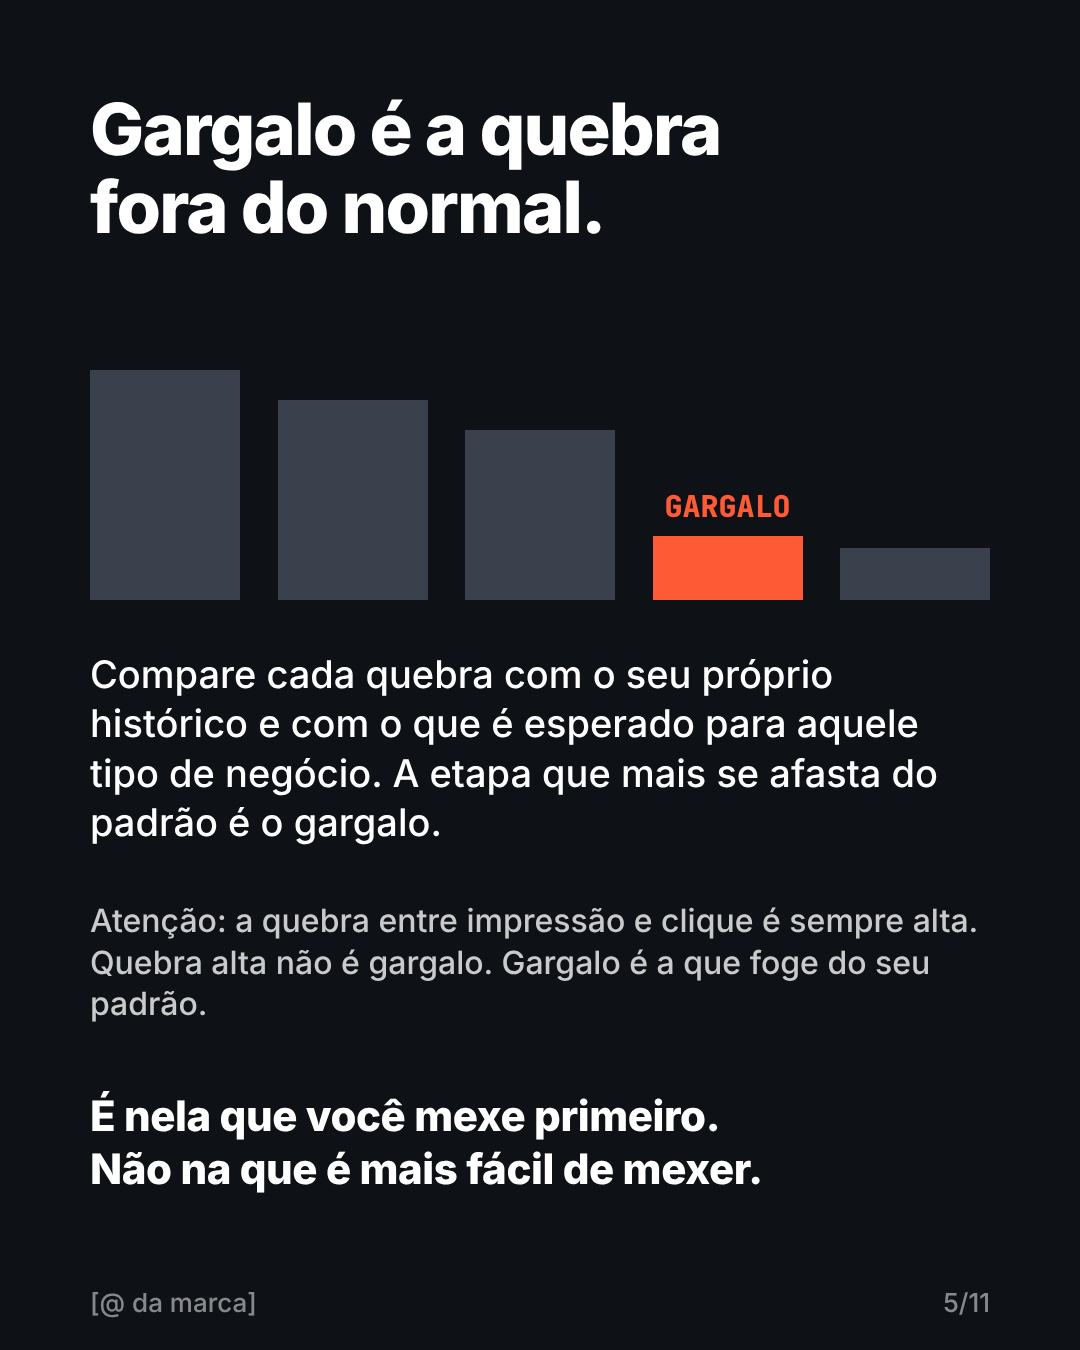 Gargalo é a quebra
fora do normal.
GARGALO
Compare cada quebra com o seu próprio
histórico e com o que é esperado para aquele
tipo de negócio. A etapa que mais se afasta do
padrão é o gargalo.
Atenção: a quebra entre impressão e clique é sempre alta.
Quebra alta não é gargalo. Gargalo é a que foge do seu
padrão.
É nela que você mexe primeiro.
Não na que é mais fácil de mexer.
[@ da marca]
5/11